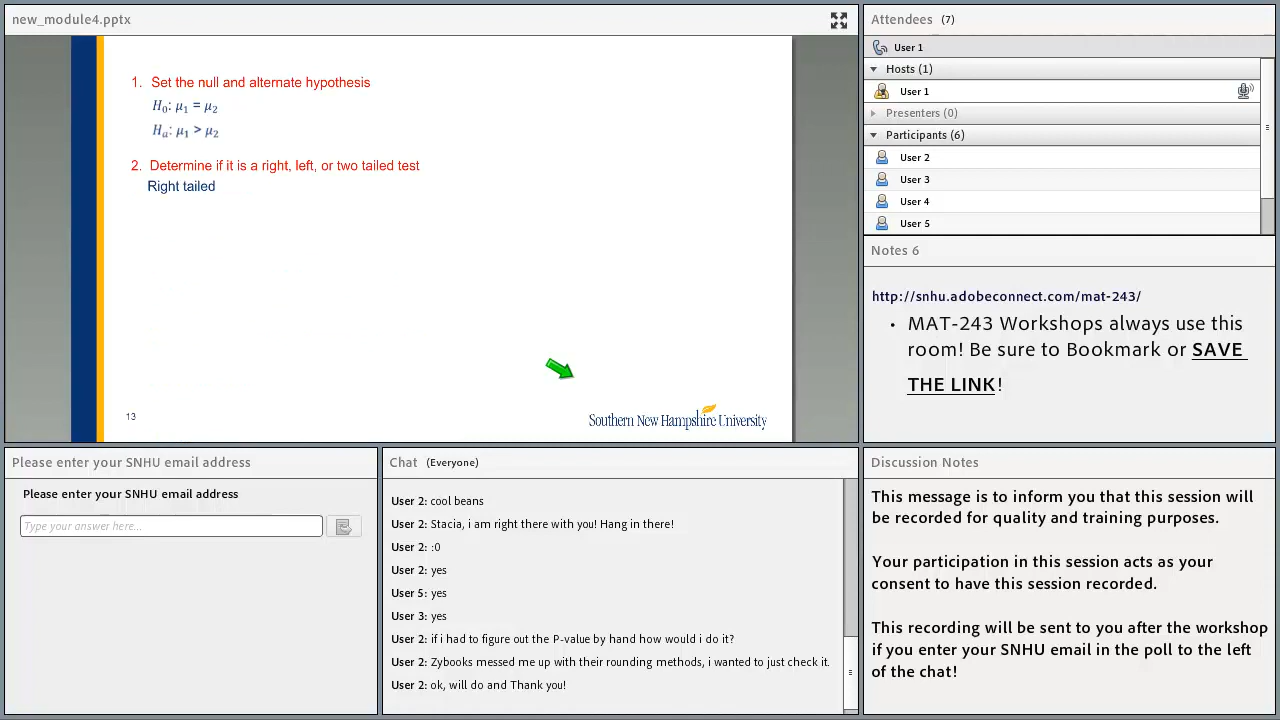 new_module4.pptx
1. Set the null and alternate hypothesis
H₀: μ₁ = μ₂
Hₐ: μ₁ > μ₂
2. Determine if it is a right, left, or two tailed test
Right tailed
13
Southern New Hampshire University
Attendees (7)
User 1
Hosts (1)
User 1
Presenters (0)
Participants (6)
User 2
User 3
User 4
User 5
Notes 6
http://snhu.adobeconnect.com/mat-243/
• MAT-243 Workshops always use this
room! Be sure to Bookmark or SAVE
THE LINK!
Please enter your SNHU email address
Please enter your SNHU email address
Type your answer here...
Chat (Everyone)
User 2: cool beans
User 2: Stacia, i am right there with you! Hang in there!
User 2: :0
User 2: yes
User 5: yes
User 3: yes
User 2: if i had to figure out the P-value by hand how would i do it?
User 2: Zybooks messed me up with their rounding methods, i wanted to just check it.
User 2: ok, will do and Thank you!
Discussion Notes
This message is to inform you that this session will
be recorded for quality and training purposes.
Your participation in this session acts as your
consent to have this session recorded.
This recording will be sent to you after the workshop
if you enter your SNHU email in the poll to the left
of the chat!